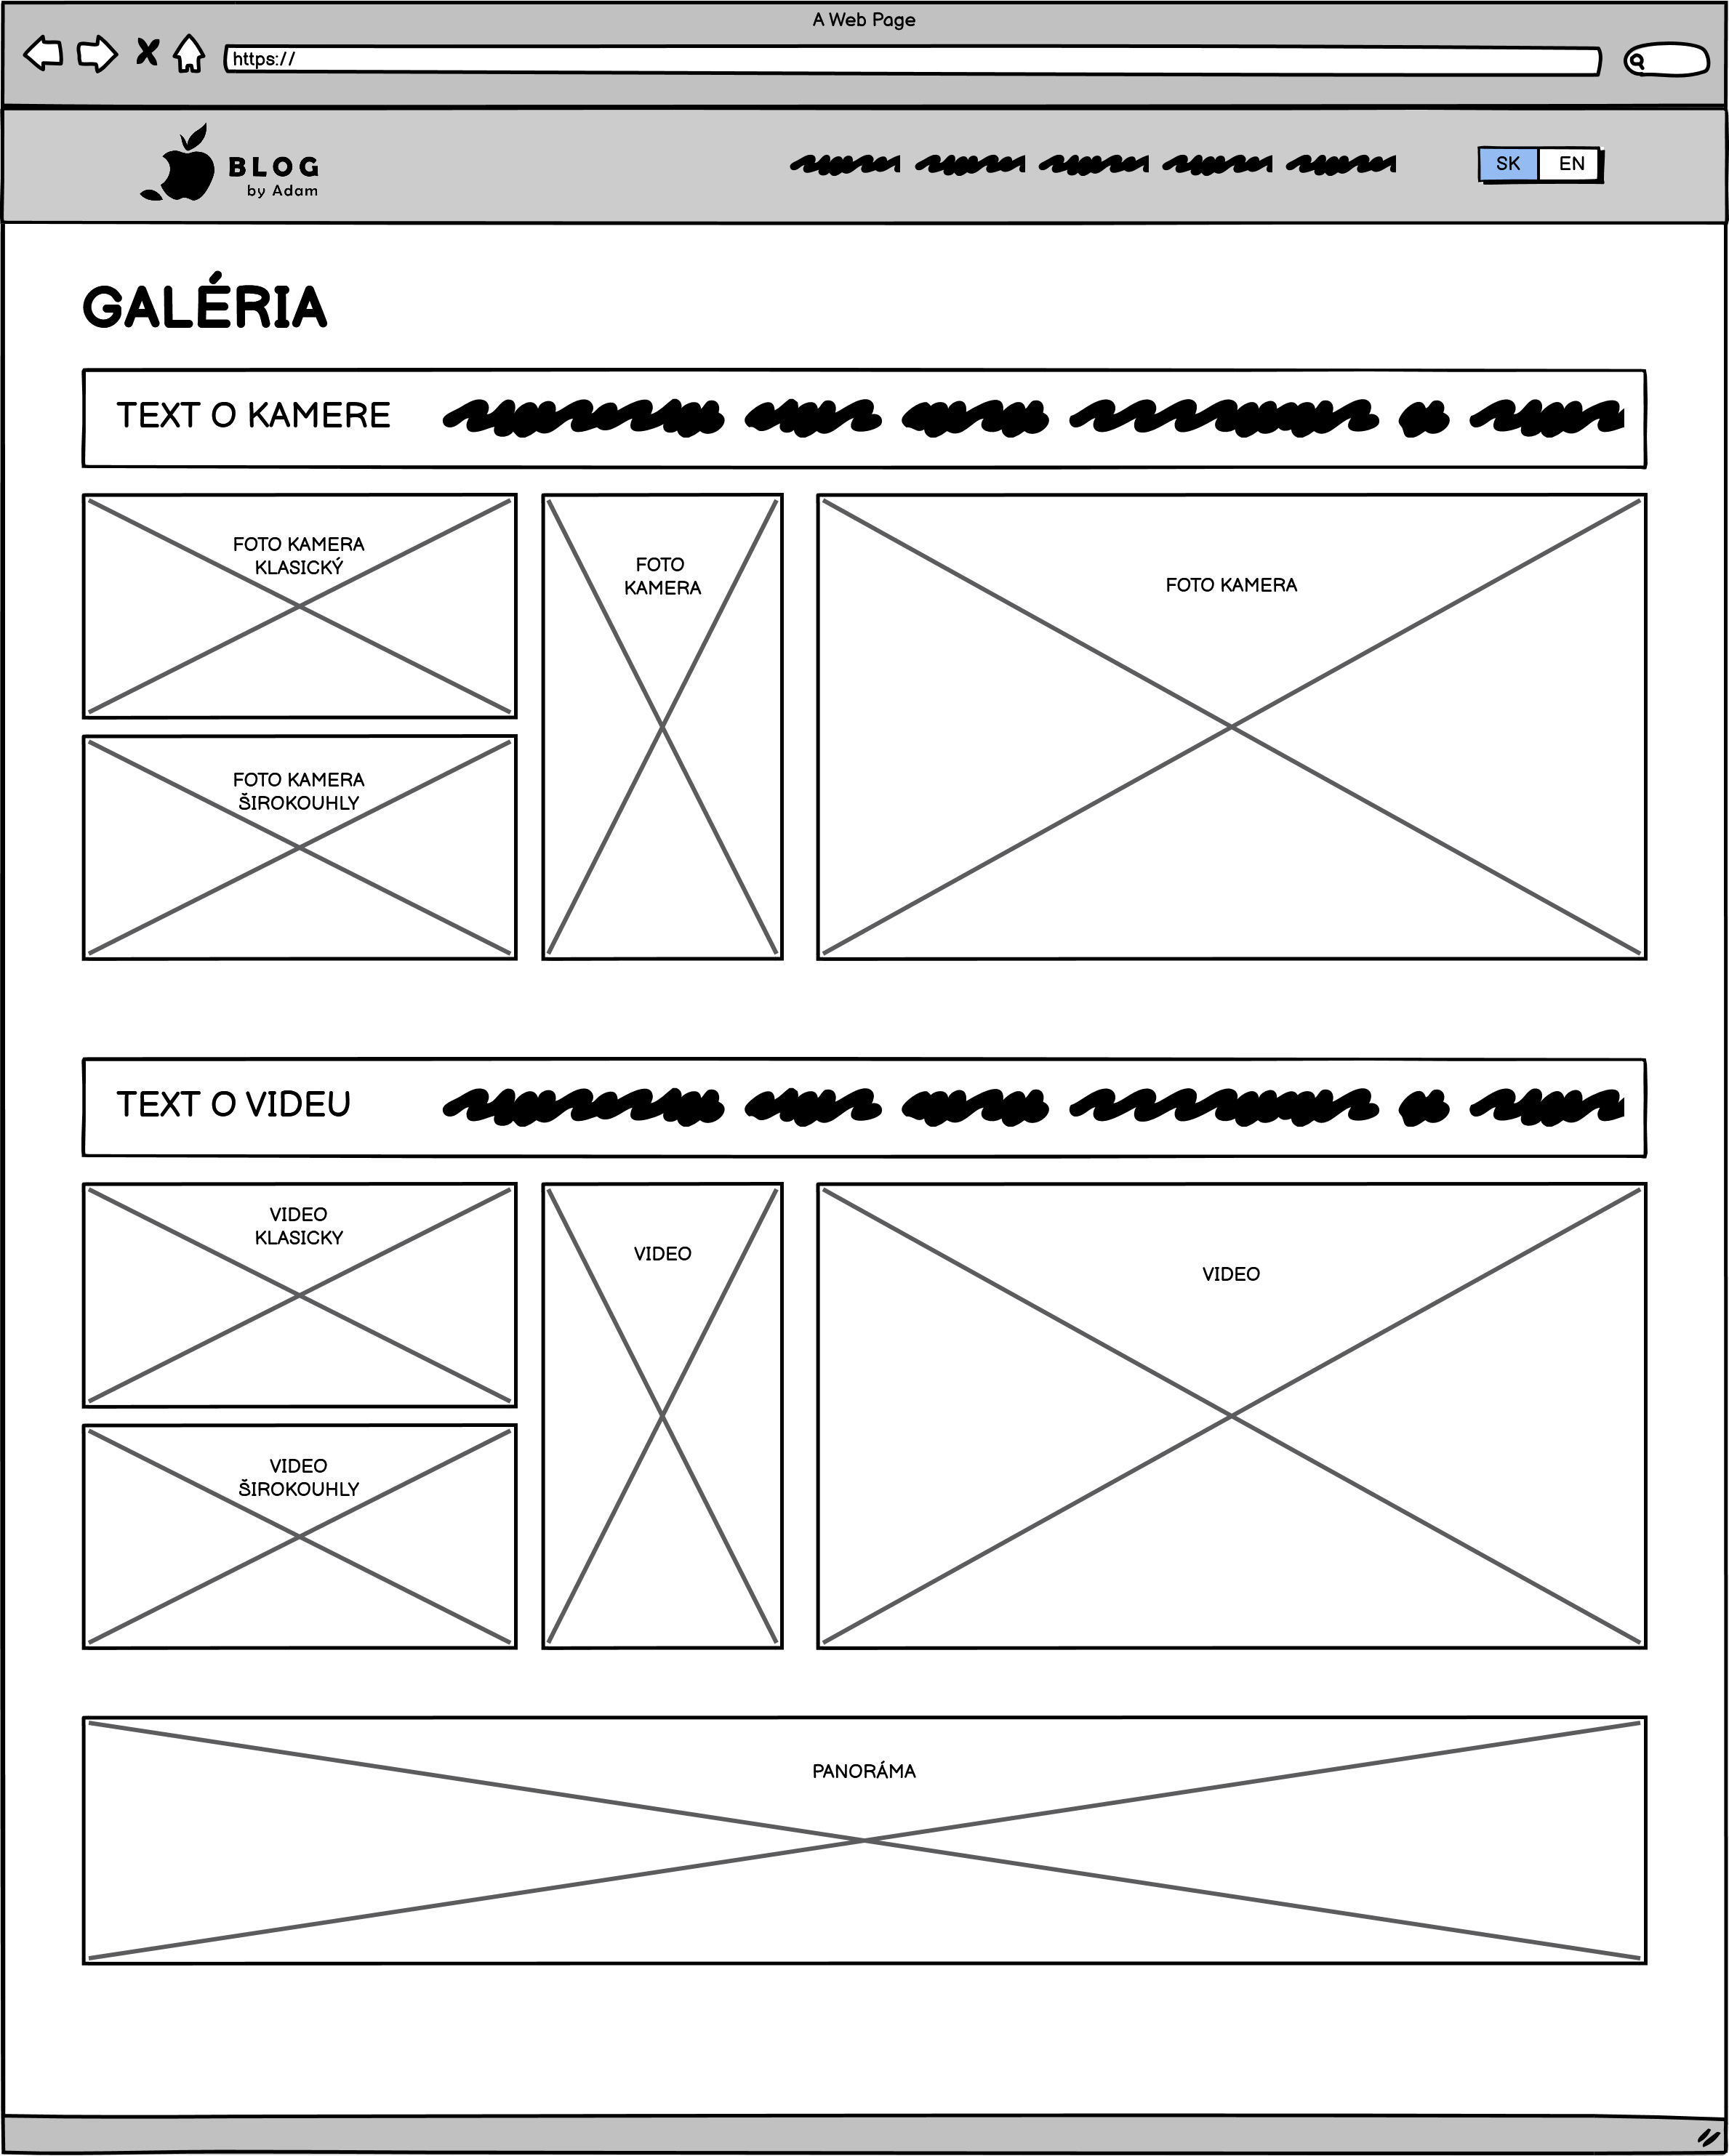 A Web Page
https://
BLOG
by Adam
SK EN
GALÉRIA
TEXT O KAMERE
FOTO KAMERA
KLASICKÝ
FOTO
KAMERA
FOTO KAMERA
FOTO KAMERA
ŠIROKOUHLY
TEXT O VIDEU
VIDEO
KLASICKY
VIDEO
VIDEO
VIDEO
ŠIROKOUHLY
PANORÁMA